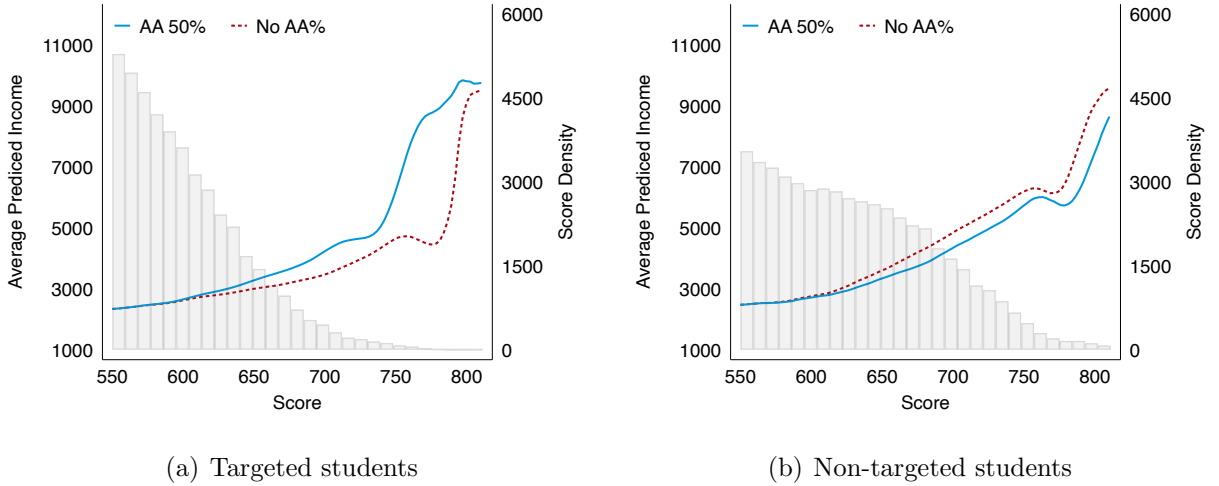 AA 50% No AA%
Average Prediced Income
11000
9000
7000
5000
3000
1000
6000
4500
3000
1500
0
Score Density
550 600 650 700 750 800
Score
(a) Targeted students
AA 50% No AA%
Average Prediced Income
11000
9000
7000
5000
3000
1000
6000
4500
3000
1500
0
Score Density
550 600 650 700 750 800
Score
(b) Non-targeted students